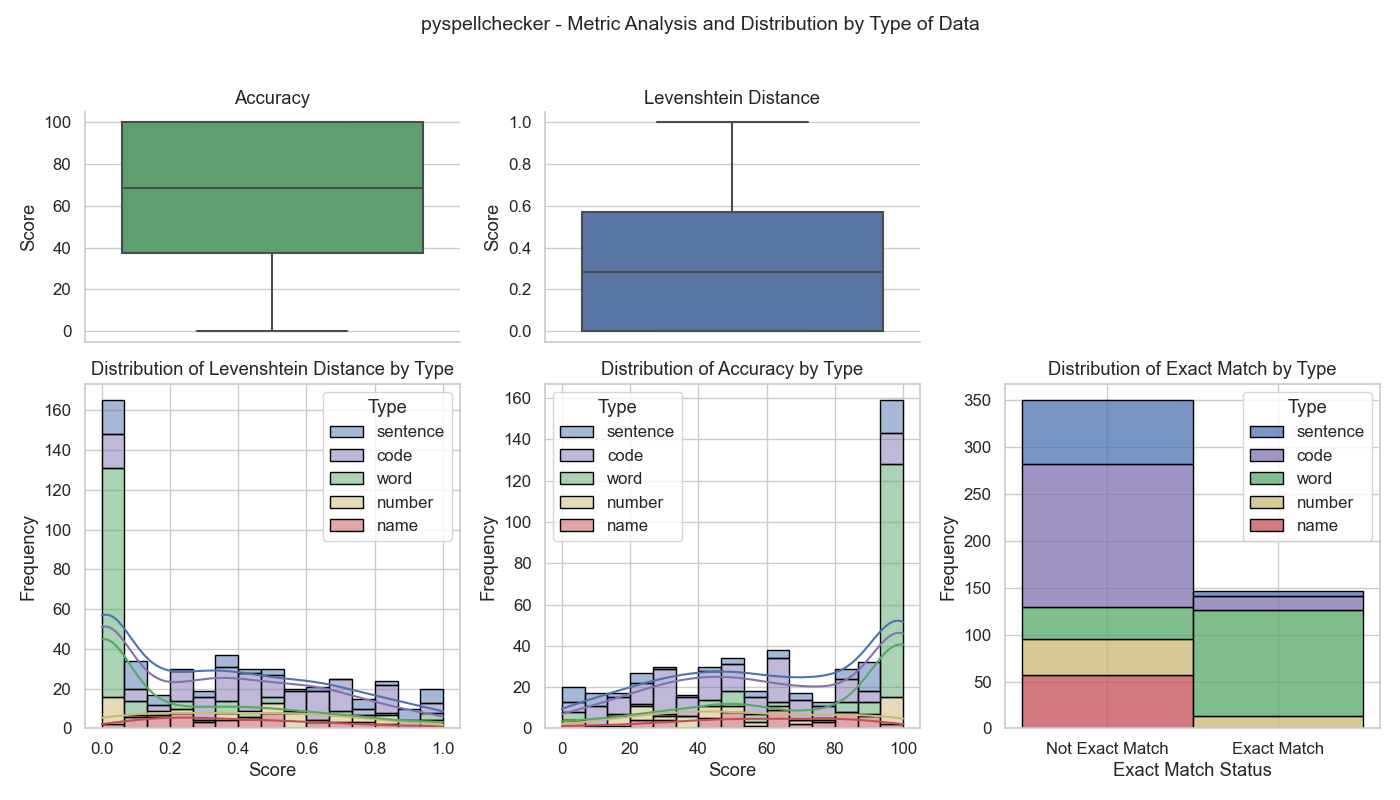 pyspellchecker - Metric Analysis and Distribution by Type of Data
Accuracy
Score
100
80
60
40
20
0
Levenshtein Distance
Score
1.0
0.8
0.6
0.4
0.2
0.0
Distribution of Levenshtein Distance by Type
Frequency
160
140
120
100
80
60
40
20
0
Type
sentence
code
word
number
name
0.0 0.2 0.4 0.6 0.8 1.0
Score
Distribution of Accuracy by Type
Frequency
160
140
120
100
80
60
40
20
0
Type
sentence
code
word
number
name
0 20 40 60 80 100
Score
Distribution of Exact Match by Type
Frequency
350
300
250
200
150
100
50
0
Type
sentence
code
word
number
name
Not Exact Match Exact Match
Exact Match Status